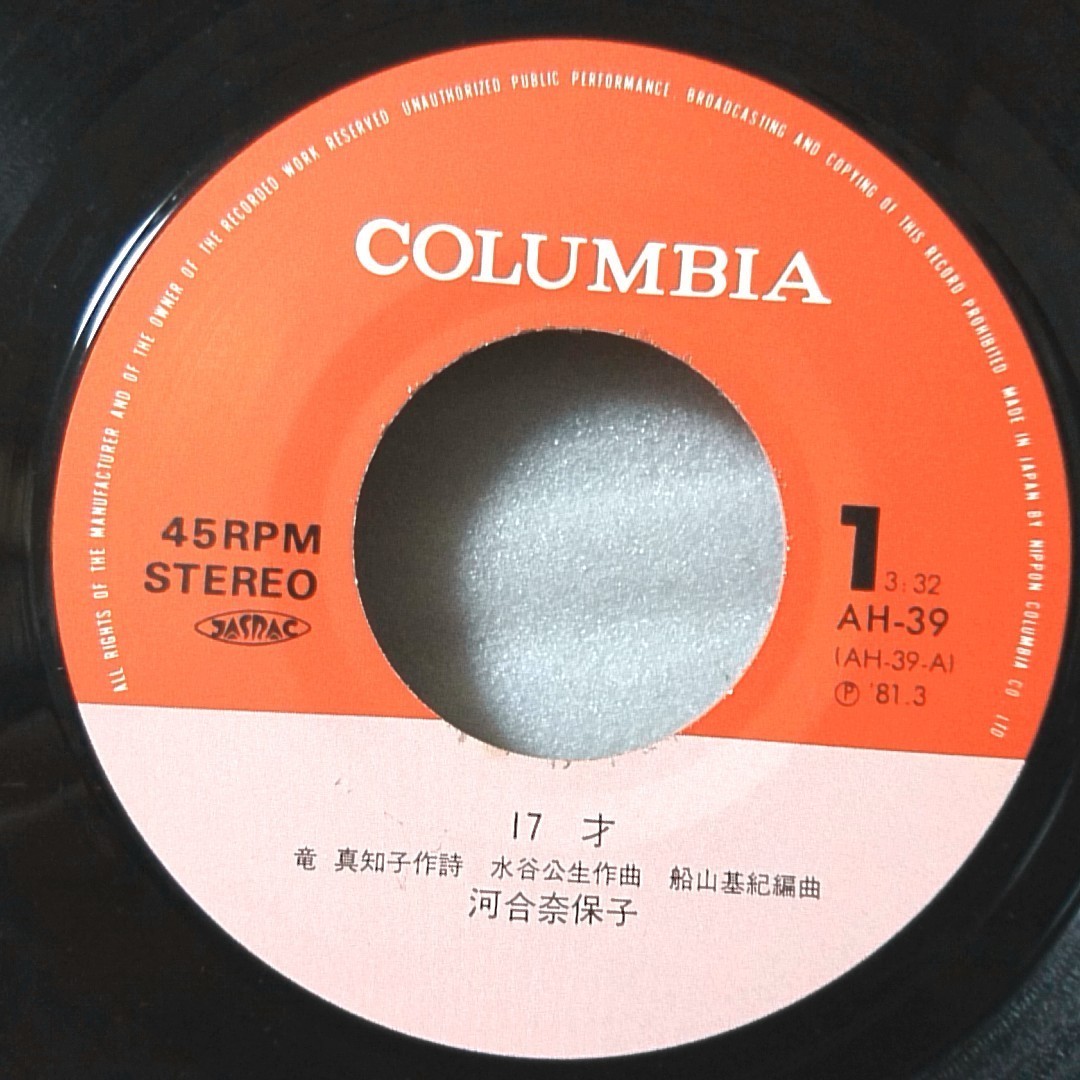 ALL RIGHTS OF THE MANUFACTURER AND OF THE OWNER OF THE RECORDED WORK RESERVED UNAUTHORIZED PUBLIC PERFORMANCE. BROADCASTING AND COPYING OF THIS RECORD PROHIBITED MADE IN JAPAN BY NIPPON COLUMBIA CO LTD
COLUMBIA
45RPM
STEREO
JASRAC
1 3:32
AH-39
(AH-39-A)
Ⓟ '81.3
17 才
竜 真知子作詩 水谷公生作曲 船山基紀編曲
河合奈保子